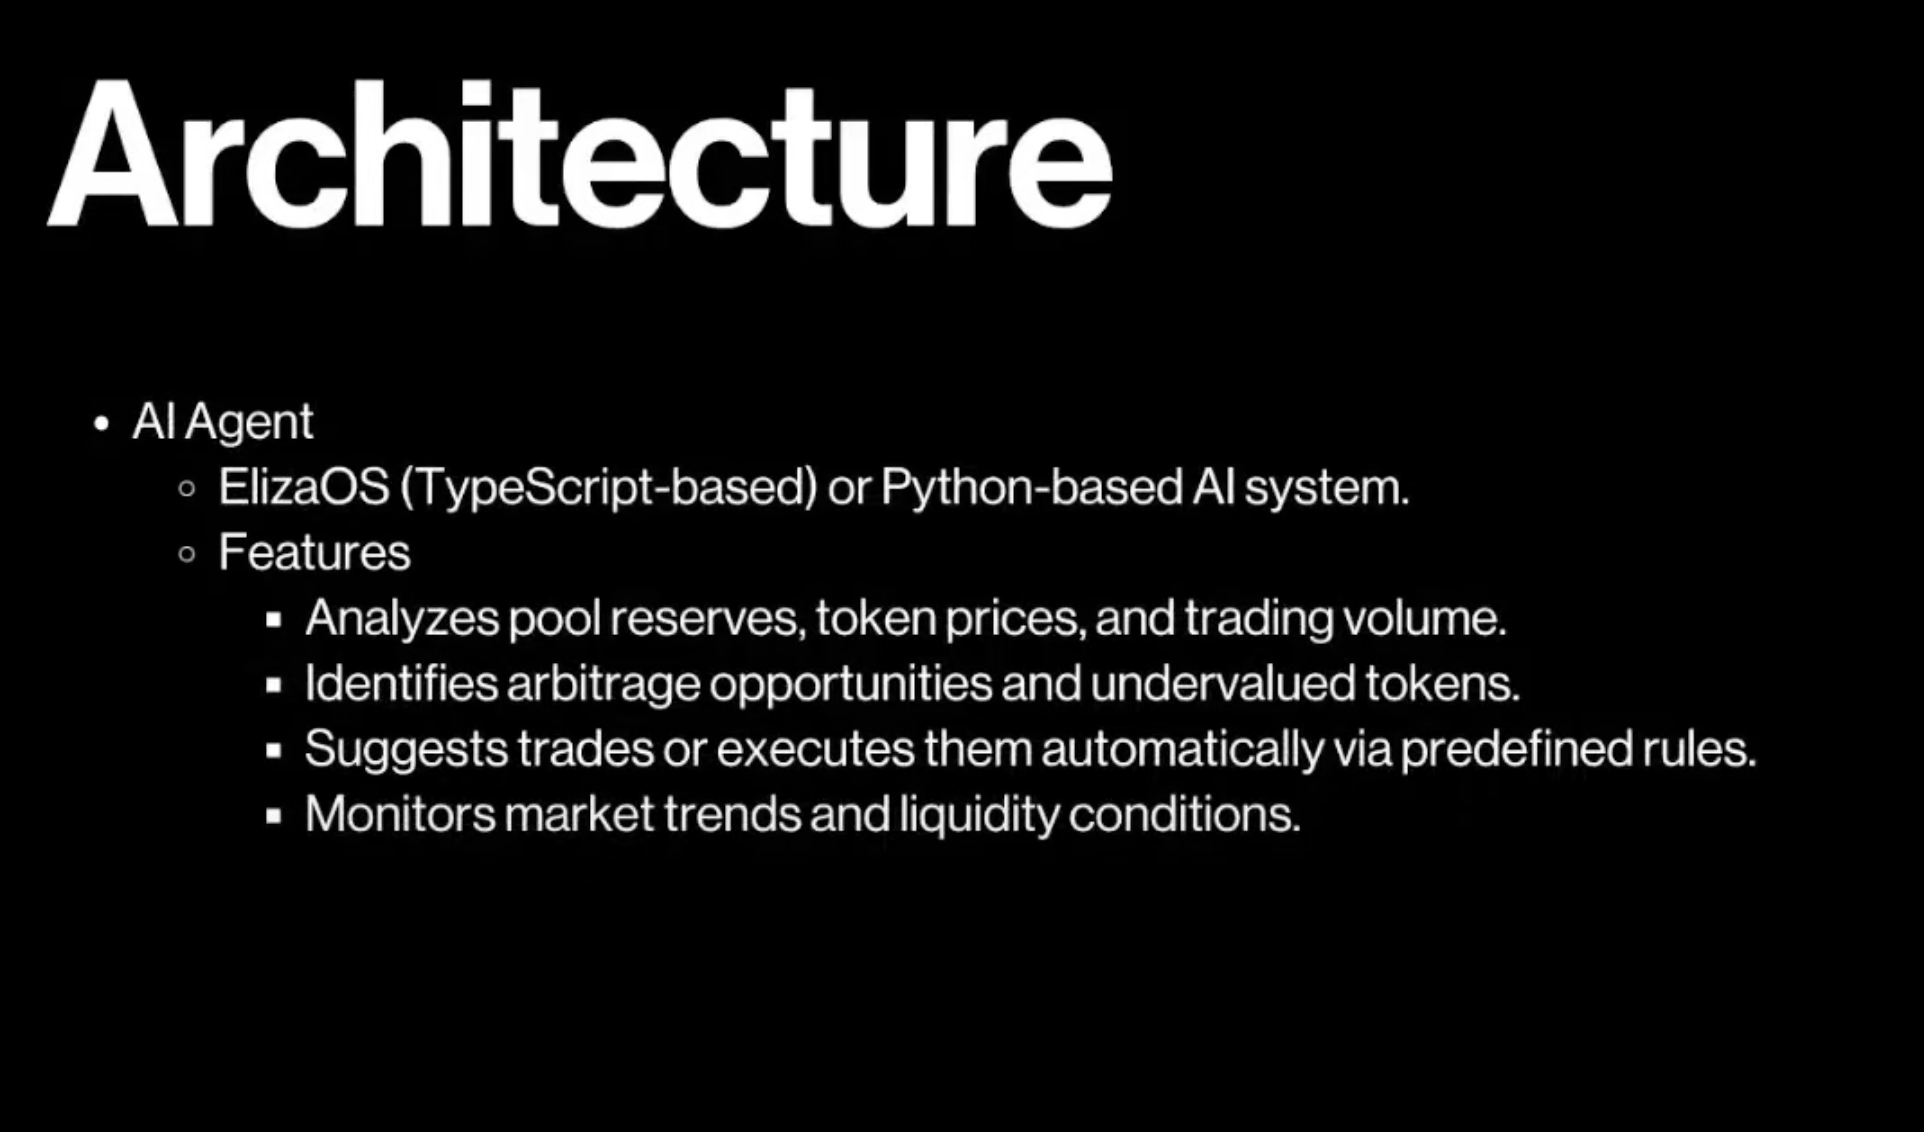 Architecture
• AI Agent
◦ ElizaOS (TypeScript-based) or Python-based AI system.
◦ Features
▪ Analyzes pool reserves, token prices, and trading volume.
▪ Identifies arbitrage opportunities and undervalued tokens.
▪ Suggests trades or executes them automatically via predefined rules.
▪ Monitors market trends and liquidity conditions.